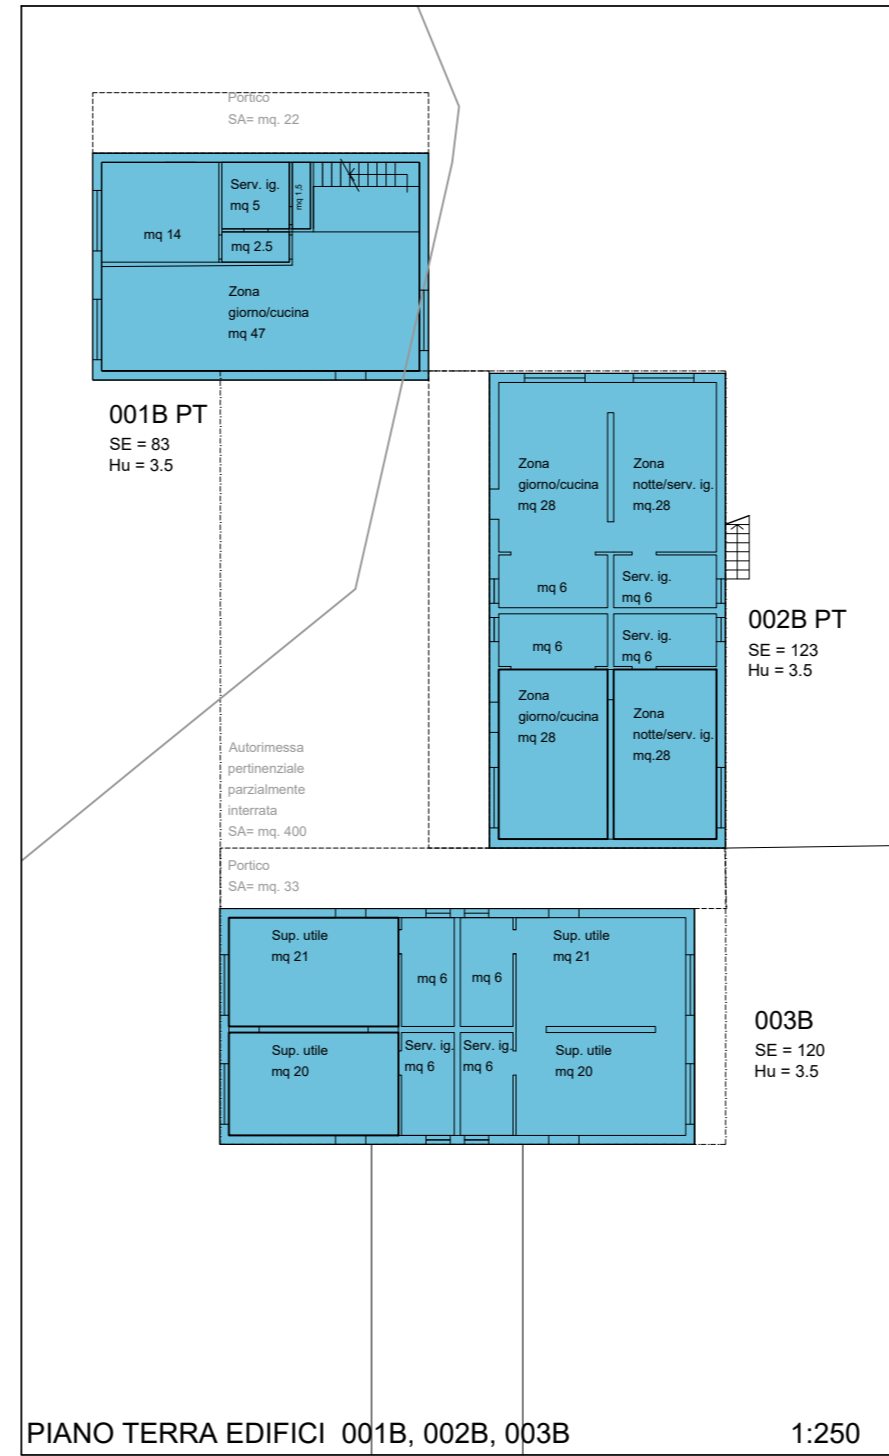 Portico
SA= mq. 22
Serv. ig.
mq 5
mq 1,5
mq 14
mq 2.5
Zona
giorno/cucina
mq 47
001B PT
SE = 83
Hu = 3.5
Zona
giorno/cucina
mq 28
Zona
notte/serv. ig.
mq.28
mq 6
Serv. ig.
mq 6
002B PT
SE = 123
Hu = 3.5
mq 6
Serv. ig.
mq 6
Zona
giorno/cucina
mq 28
Zona
notte/serv. ig.
mq.28
Autorimessa
pertinenziale
parzialmente
interrata
SA= mq. 400
Portico
SA= mq. 33
Sup. utile
mq 21
mq 6
mq 6
Sup. utile
mq 21
003B
SE = 120
Hu = 3.5
Sup. utile
mq 20
Serv. ig.
mq 6
Serv. ig.
mq 6
Sup. utile
mq 20
PIANO TERRA EDIFICI 001B, 002B, 003B
1:250